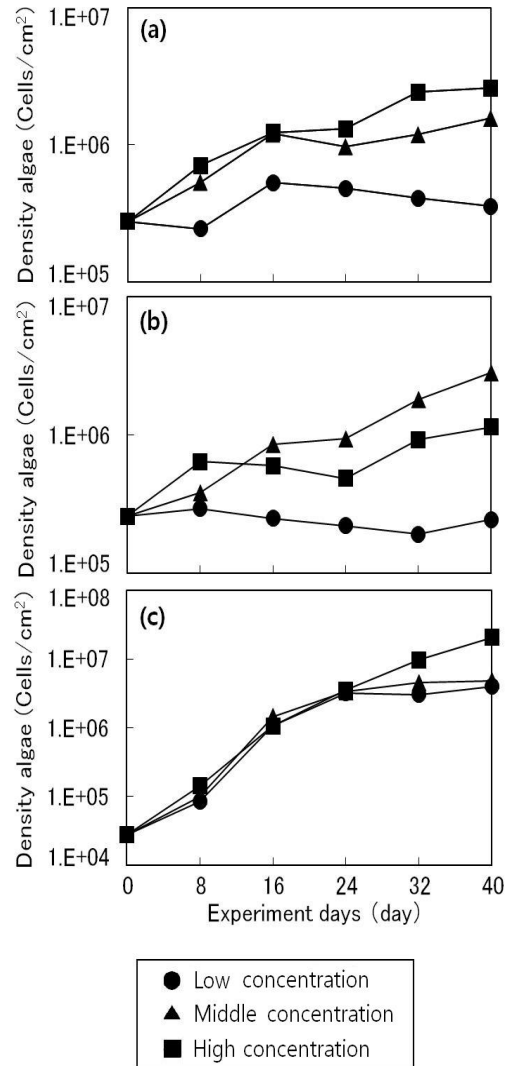 1.E+07
(a)
1.E+06
1.E+05
Density algae (Cells/cm²)
1.E+07
(b)
1.E+06
1.E+05
Density algae (Cells/cm²)
1.E+08
(c)
1.E+07
1.E+06
1.E+05
1.E+04
Density algae (Cells/cm²)
0 8 16 24 32 40
Experiment days (day)
Low concentration
Middle concentration
High concentration